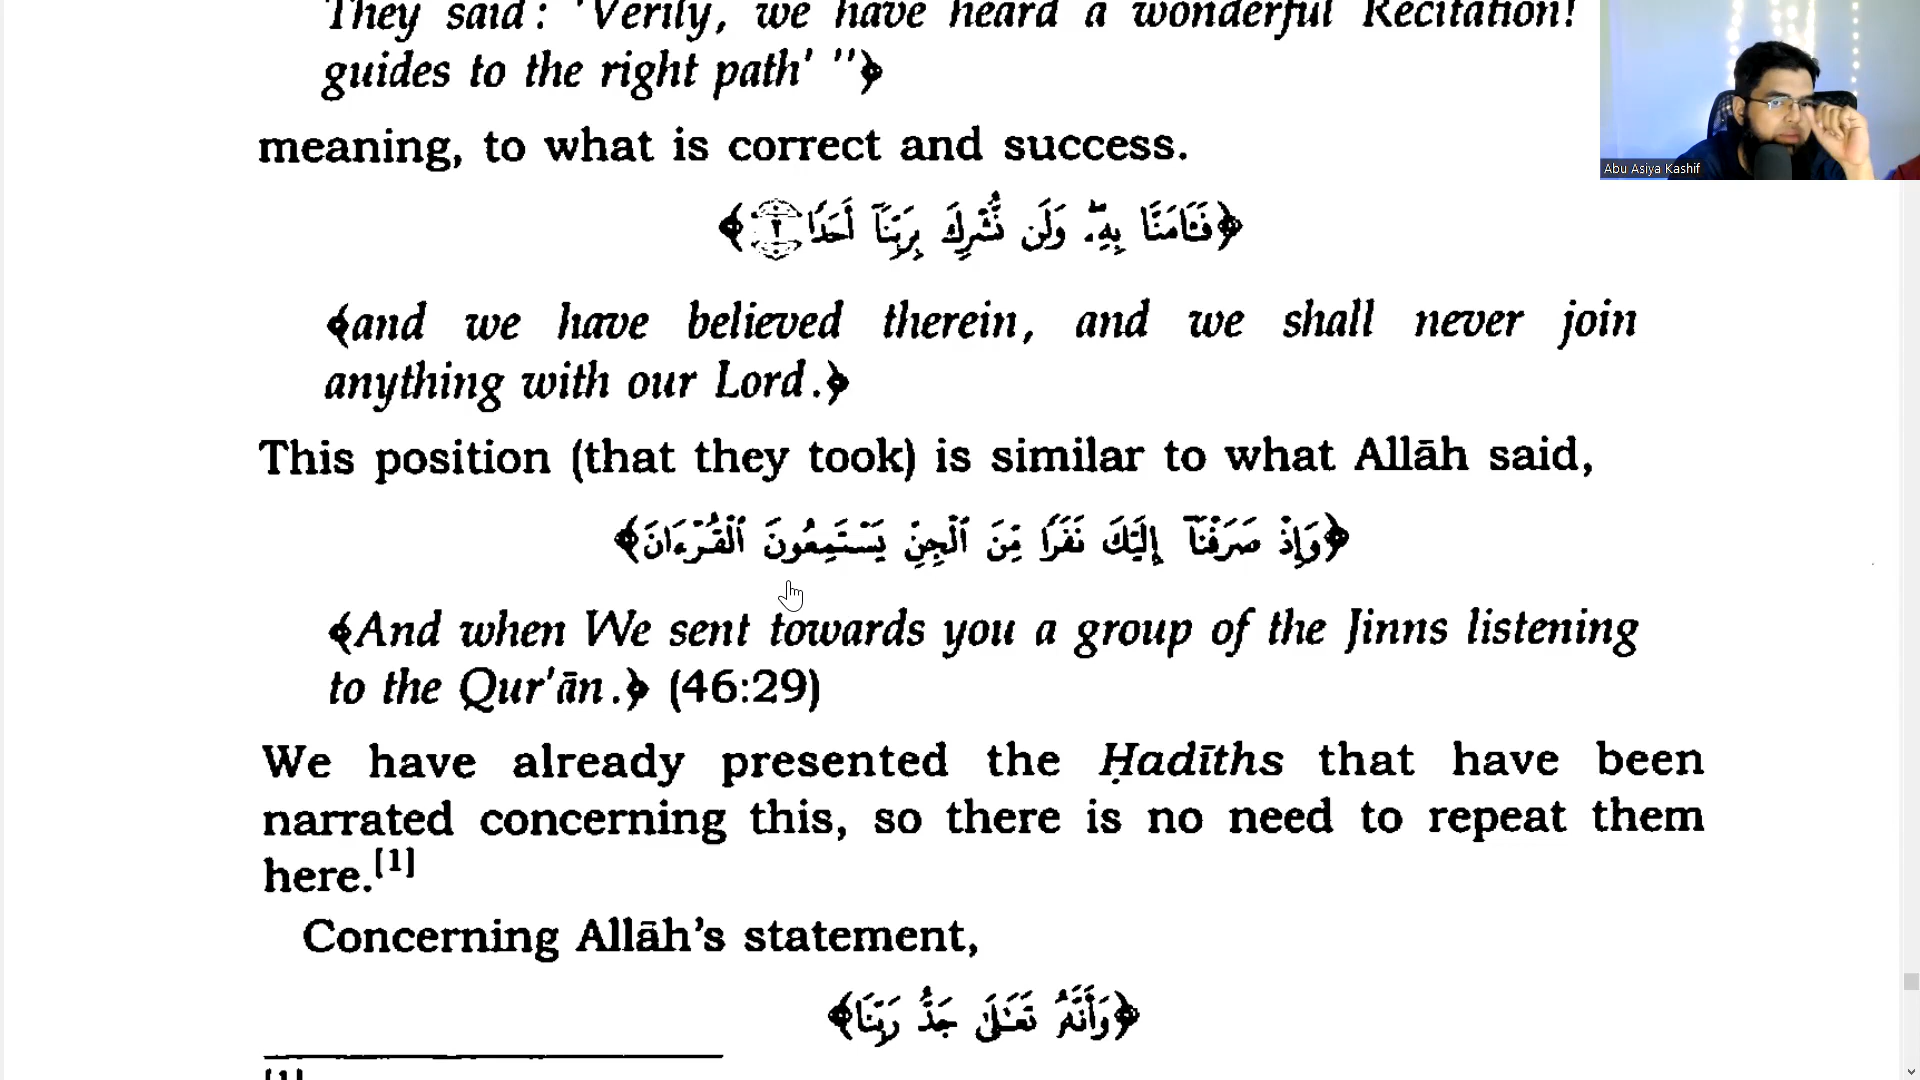 They said: 'Verily, we have heard a wonderful Recitation!
guides to the right path' "﴿
meaning, to what is correct and success.
﴿فَـَٔامَنَّا بِهِۦۖ وَلَن نُّشْرِكَ بِرَبِّنَآ أَحَدًا ٢﴾
﴾and we have believed therein, and we shall never join
anything with our Lord.﴿
This position (that they took) is similar to what Allāh said,
﴿وَإِذْ صَرَفْنَآ إِلَيْكَ نَفَرًا مِّنَ ٱلْجِنِّ يَسْتَمِعُونَ ٱلْقُرْءَانَ﴾
﴾And when We sent towards you a group of the Jinns listening
to the Qur'ān.﴿ (46:29)
We have already presented the Ḥadīths that have been
narrated concerning this, so there is no need to repeat them
here.[1]
Concerning Allāh's statement,
﴿وَأَنَّهُۥ تَعَـٰلَىٰ جَدُّ رَبِّنَا﴾
[1]
Abu Asiya Kashif